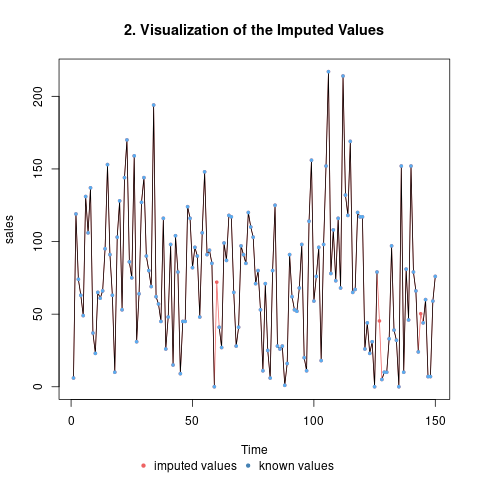 2. Visualization of the Imputed Values
sales
200
150
100
50
0
0 50 100 150
Time
imputed values known values